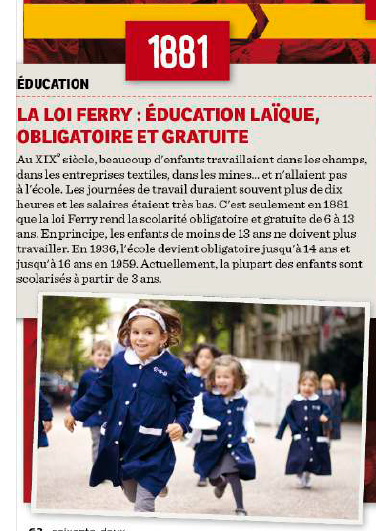 1881
ÉDUCATION
LA LOI FERRY : ÉDUCATION LAÏQUE,
OBLIGATOIRE ET GRATUITE
Au XIXe siècle, beaucoup d'enfants travaillaient dans les champs,
dans les entreprises textiles, dans les mines... et n'allaient pas
à l'école. Les journées de travail duraient souvent plus de dix
heures et les salaires étaient très bas. C'est seulement en 1881
que la loi Ferry rend la scolarité obligatoire et gratuite de 6 à 13
ans. En principe, les enfants de moins de 13 ans ne doivent plus
travailler. En 1936, l'école devient obligatoire jusqu'à 14 ans et
jusqu'à 16 ans en 1959. Actuellement, la plupart des enfants sont
scolarisés à partir de 3 ans.
62 soixante-deux